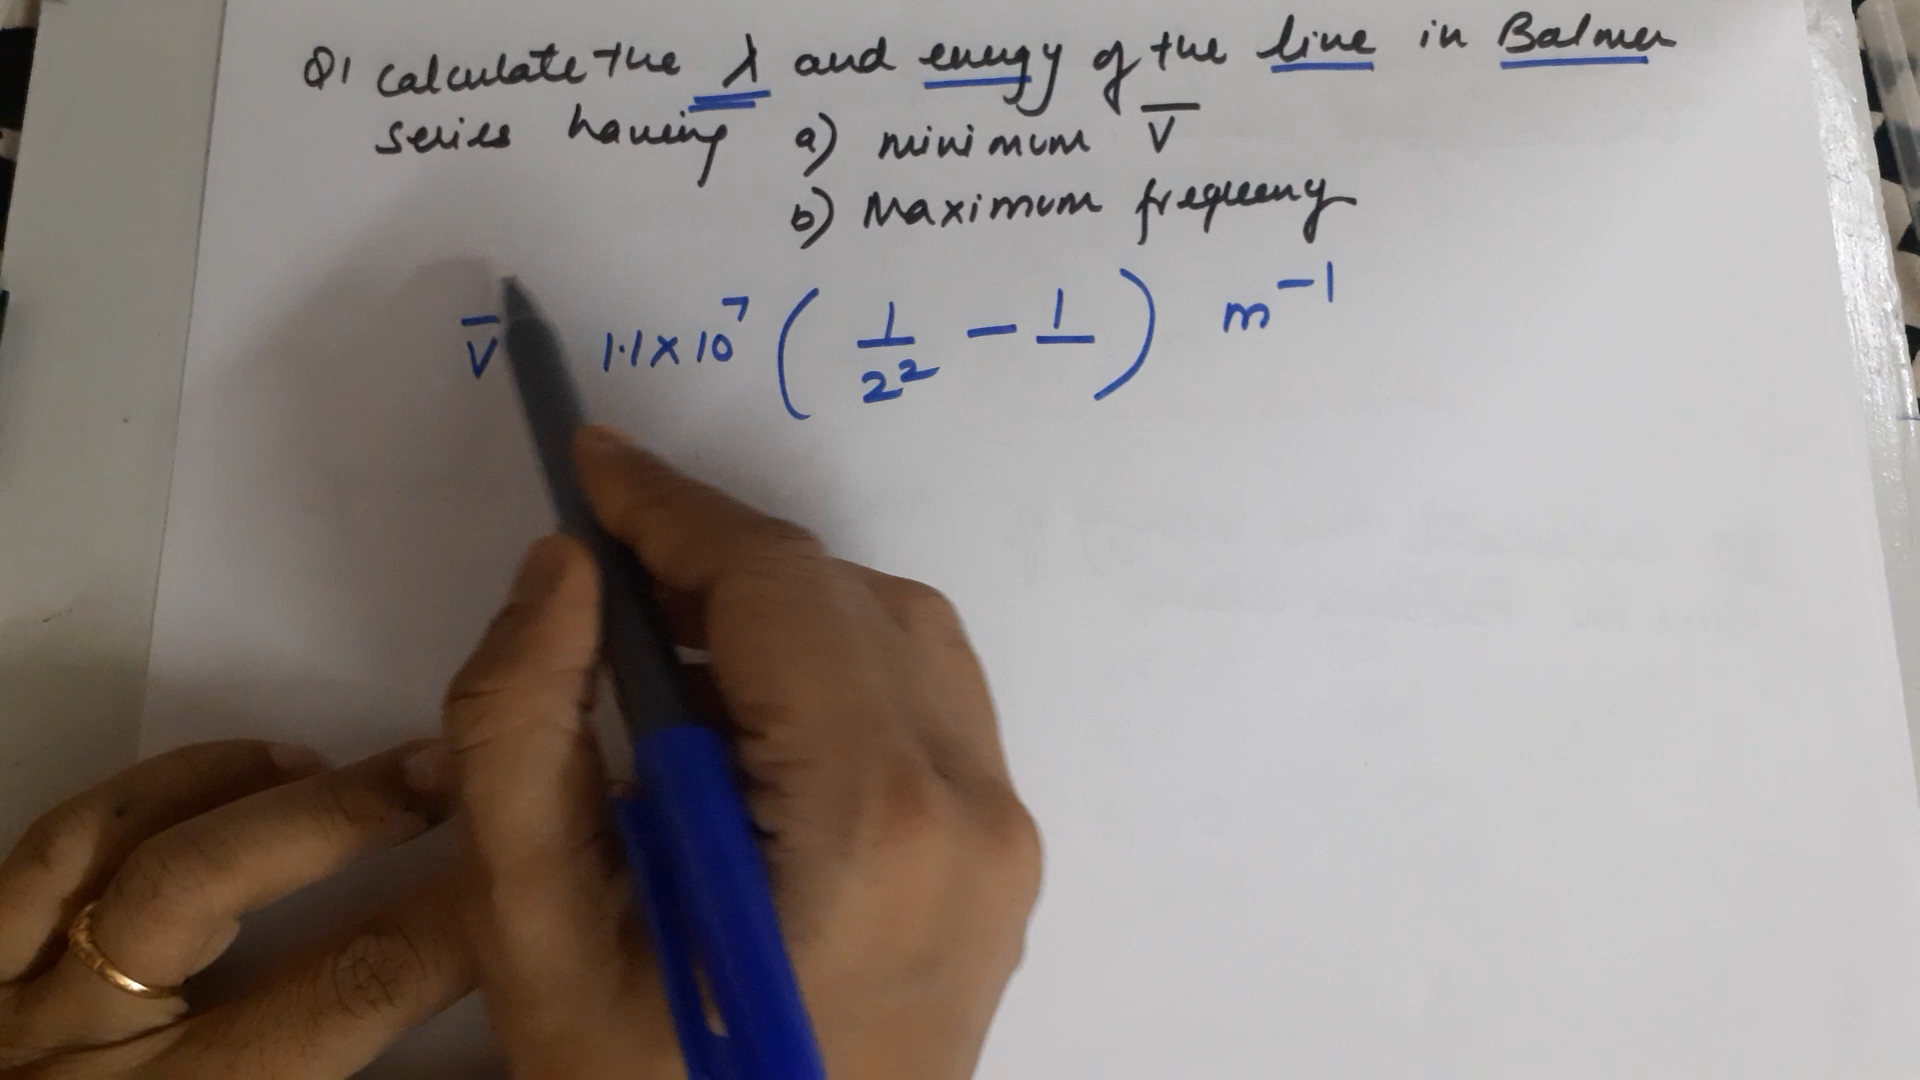 Q1 Calculate the λ and energy of the line in Balmer
series having a) minimum V̅
b) Maximum frequency
V̅ 1.1 x 10⁷ ( 1/2² - 1/ ) m⁻¹